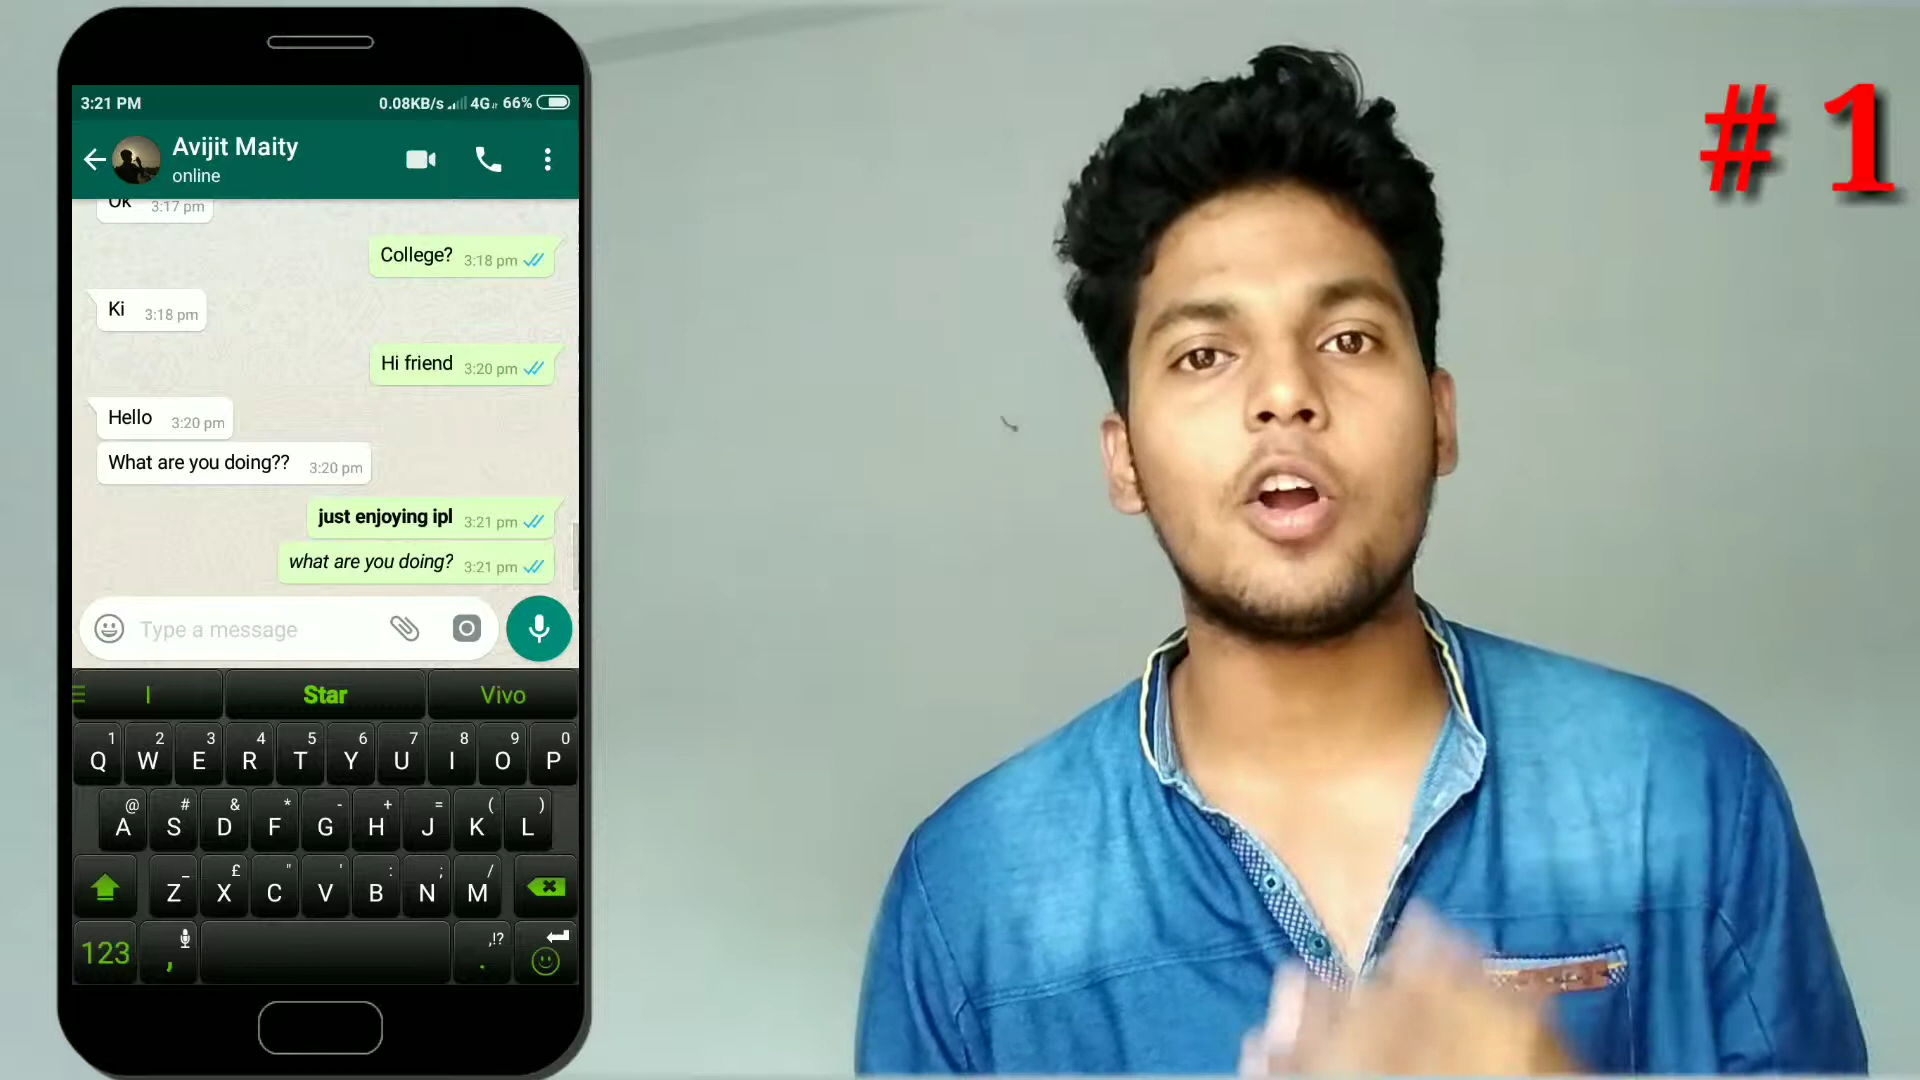 3:21 PM
0.08KB/s 4G 66%
Avijit Maity
online
Ok 3:17 pm
College? 3:18 pm
Ki 3:18 pm
Hi friend 3:20 pm
Hello 3:20 pm
What are you doing?? 3:20 pm
just enjoying ipl 3:21 pm
what are you doing? 3:21 pm
Type a message
I Star Vivo
1 2 3 4 5 6 7 8 9 0
Q W E R T Y U I O P
@ # & * - + = ( )
A S D F G H J K L
_ £ " ' : ; /
Z X C V B N M
123 , ,!? .
# 1